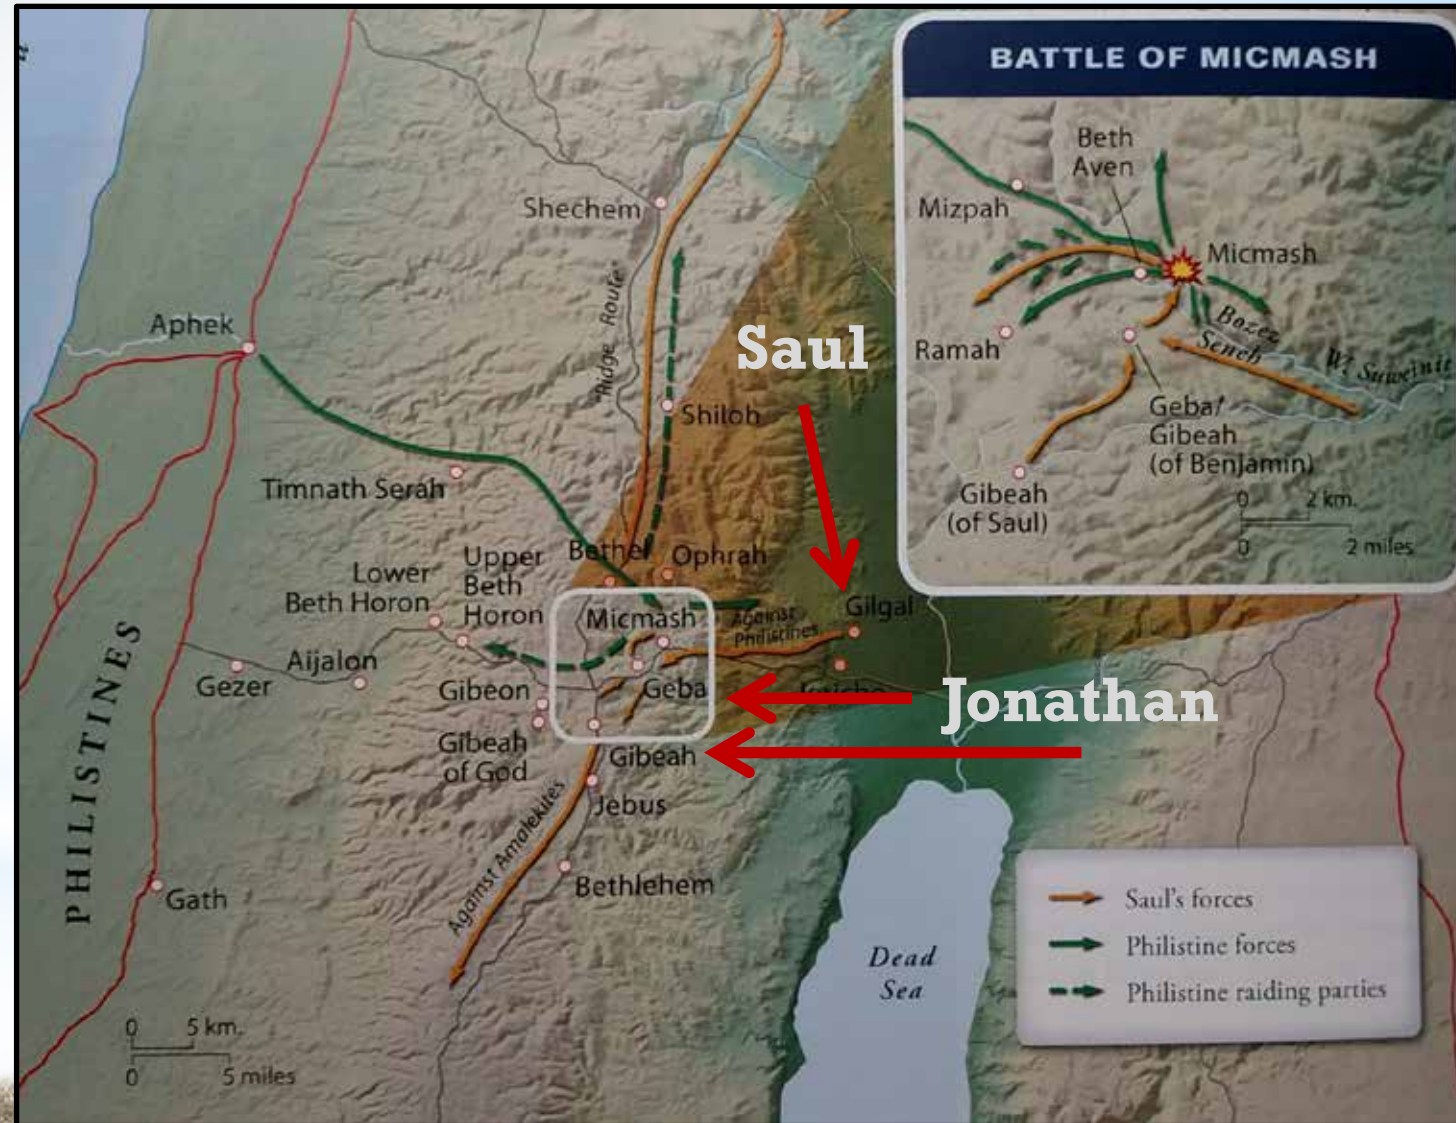 BATTLE OF MICMASH
Beth
Aven
Mizpah
Micmash
Ramah
Bozez
Seneh
W. Suweinit
Geba/
Gibeah
(of Benjamin)
Gibeah
(of Saul)
0 2 km.
0 2 miles
Shechem
"Ridge Route"
Aphek
Saul
Shiloh
Timnath Serah
Bethel
Ophrah
Upper
Beth
Horon
Lower
Beth Horon
Micmash
Against
Philistines
Gilgal
Aijalon
Gezer
Gibeon
Geba
Jonathan
Gibeah
of God
Gibeah
Jebus
Against Amalekites
Bethlehem
PHILISTINES
Gath
Dead
Sea
Saul's forces
Philistine forces
Philistine raiding parties
0 5 km.
0 5 miles